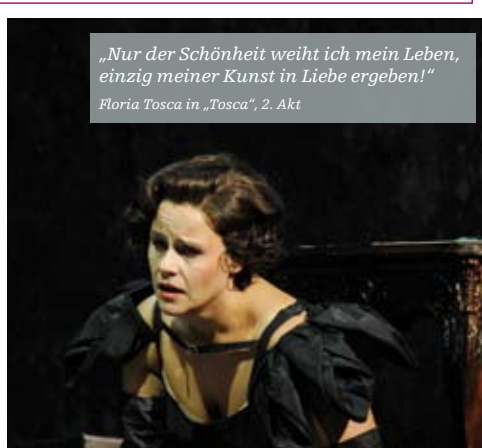 „Nur der Schönheit weiht ich mein Leben,
einzig meiner Kunst in Liebe ergeben!“
Floria Tosca in „Tosca“, 2. Akt